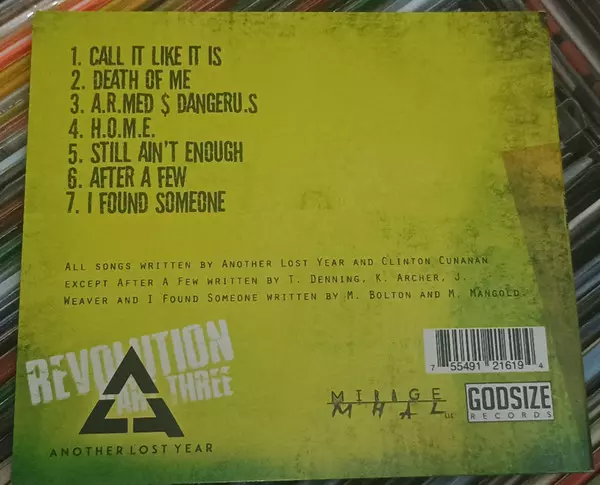 1. CALL IT LIKE IT IS
2. DEATH OF ME
3. A.R.MED $ DANGERU.S
4. H.O.M.E.
5. STILL AIN'T ENOUGH
6. AFTER A FEW
7. I FOUND SOMEONE
ALL SONGS WRITTEN BY ANOTHER LOST YEAR AND CLINTON CUNANAN
EXCEPT AFTER A FEW WRITTEN BY T. DENNING, K. ARCHER, J.
WEAVER AND I FOUND SOMEONE WRITTEN BY M. BOLTON AND M. MANGOLD.
7 55491 21619 4
REVOLUTION
THREE
ANOTHER LOST YEAR
GODSIZE
RECORDS